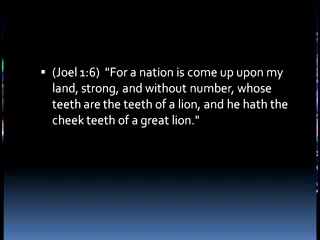 ▪ (Joel 1:6) "For a nation is come up upon my
land, strong, and without number, whose
teeth are the teeth of a lion, and he hath the
cheek teeth of a great lion."